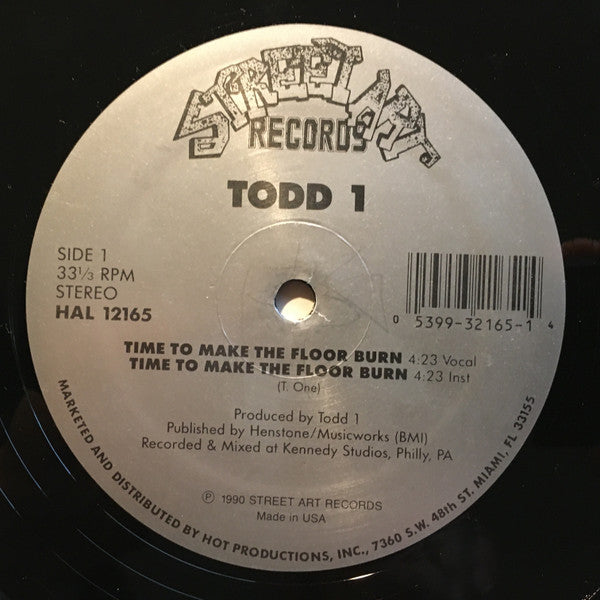 STREET ART
RECORDS
TODD 1
SIDE 1
33⅓ RPM
STEREO
HAL 12165
0 5399-32165-1 4
TIME TO MAKE THE FLOOR BURN 4:23 Vocal
TIME TO MAKE THE FLOOR BURN 4:23 Inst
(T. One)
Produced by Todd 1
Published by Henstone/Musicworks (BMI)
Recorded & Mixed at Kennedy Studios, Philly, PA
℗ 1990 STREET ART RECORDS
Made in USA
MARKETED AND DISTRIBUTED BY HOT PRODUCTIONS, INC., 7360 S.W. 48th ST. MIAMI, FL 33155